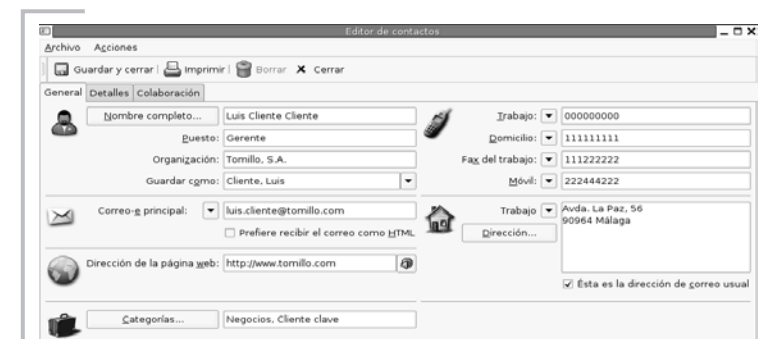 Editor de contactos
Archivo Acciones
Guardar y cerrar Imprimir Borrar Cerrar
General Detalles Colaboración
Nombre completo... Luis Cliente Cliente
Puesto: Gerente
Organización: Tomillo, S.A.
Guardar como: Cliente, Luis
Correo-e principal: luis.cliente@tomillo.com
Prefiere recibir el correo como HTML
Dirección de la página web: http://www.tomillo.com
Categorías... Negocios, Cliente clave
Trabajo: 000000000
Domicilio: 111111111
Fax del trabajo: 111222222
Móvil: 222444222
Trabajo Avda. La Paz, 56
90964 Málaga
Dirección...
Ésta es la dirección de correo usual